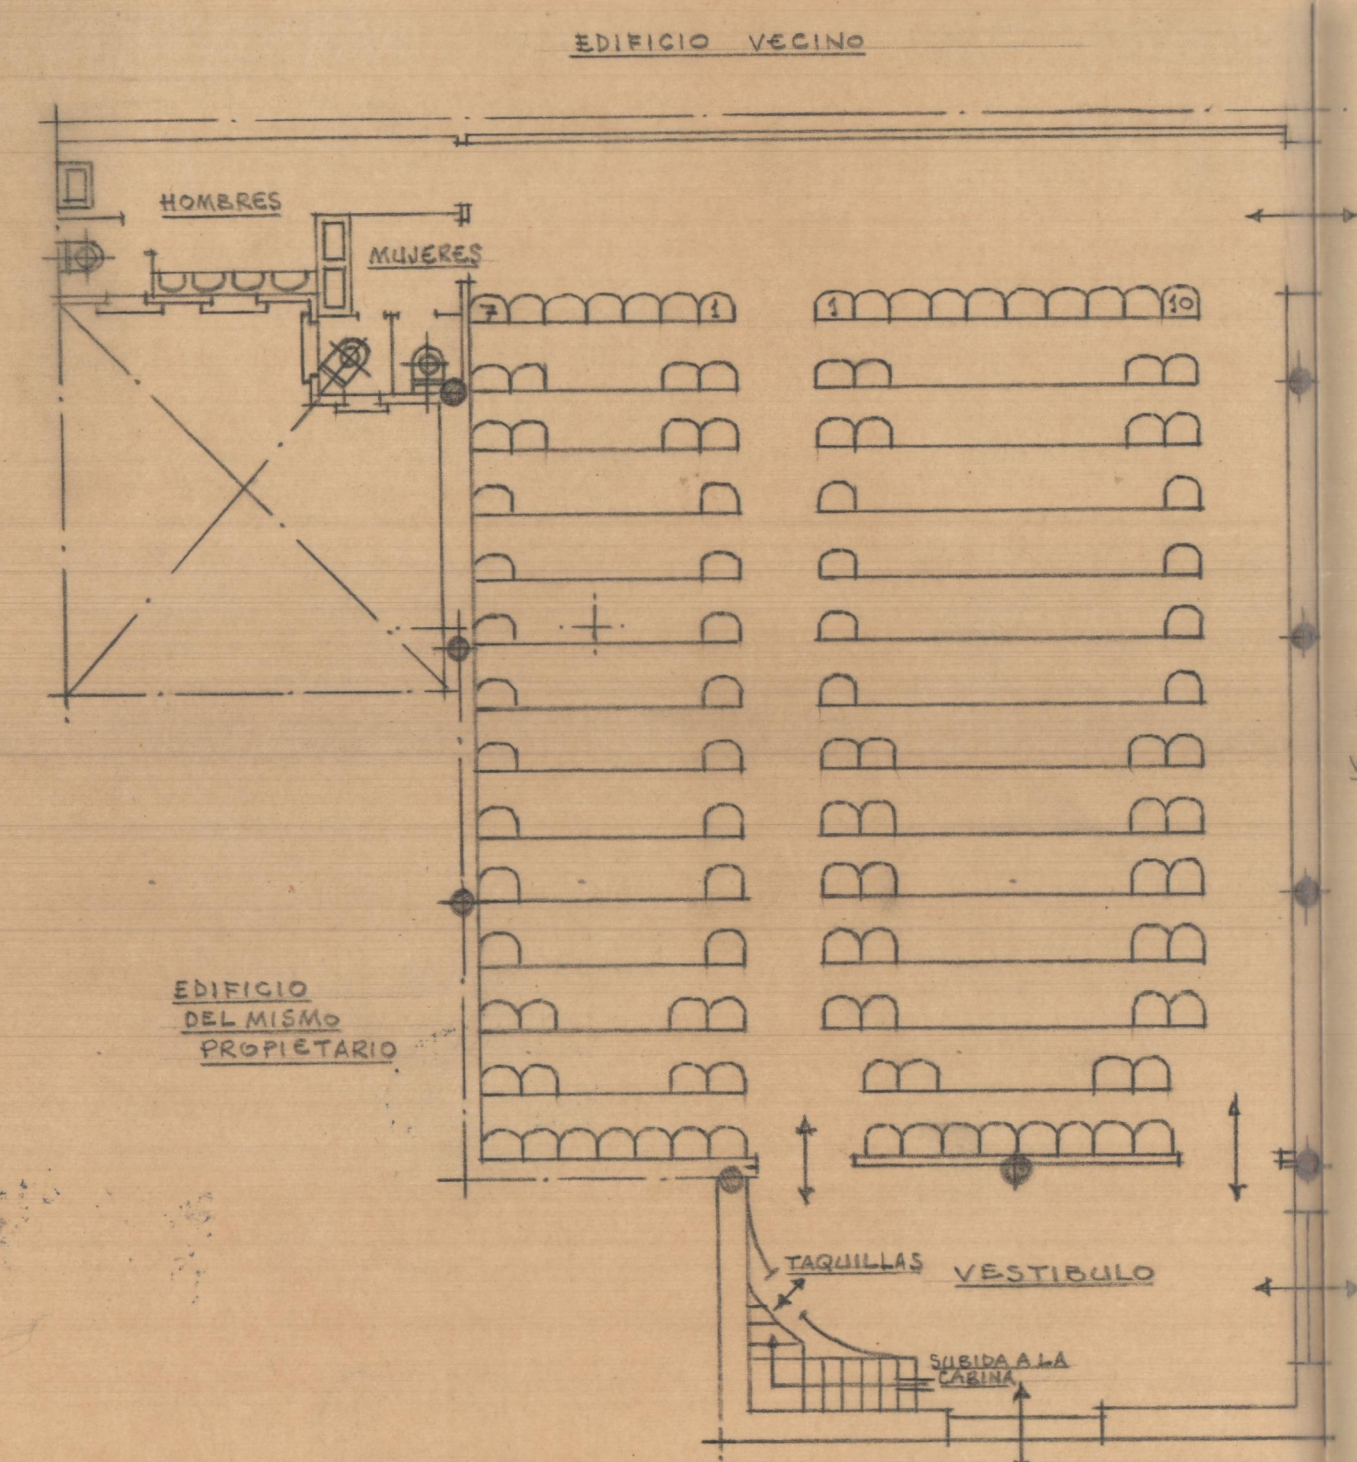 EDIFICIO VECINO
HOMBRES
MUJERES
7 1 1 10
EDIFICIO
DEL MISMO
PROPIETARIO
TAQUILLAS
VESTIBULO
SUBIDA A LA
CABINA